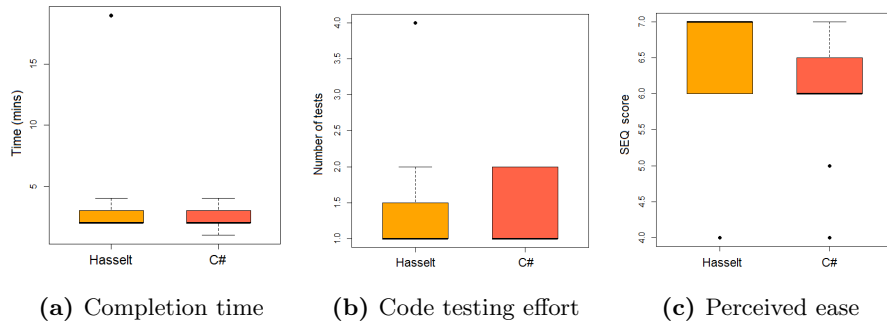 Time (mins)
15
10
5
Hasselt
C#
(a) Completion time
Number of tests
4.0
3.5
3.0
2.5
2.0
1.5
1.0
Hasselt
C#
(b) Code testing effort
SEQ score
7.0
6.5
6.0
5.5
5.0
4.5
4.0
Hasselt
C#
(c) Perceived ease